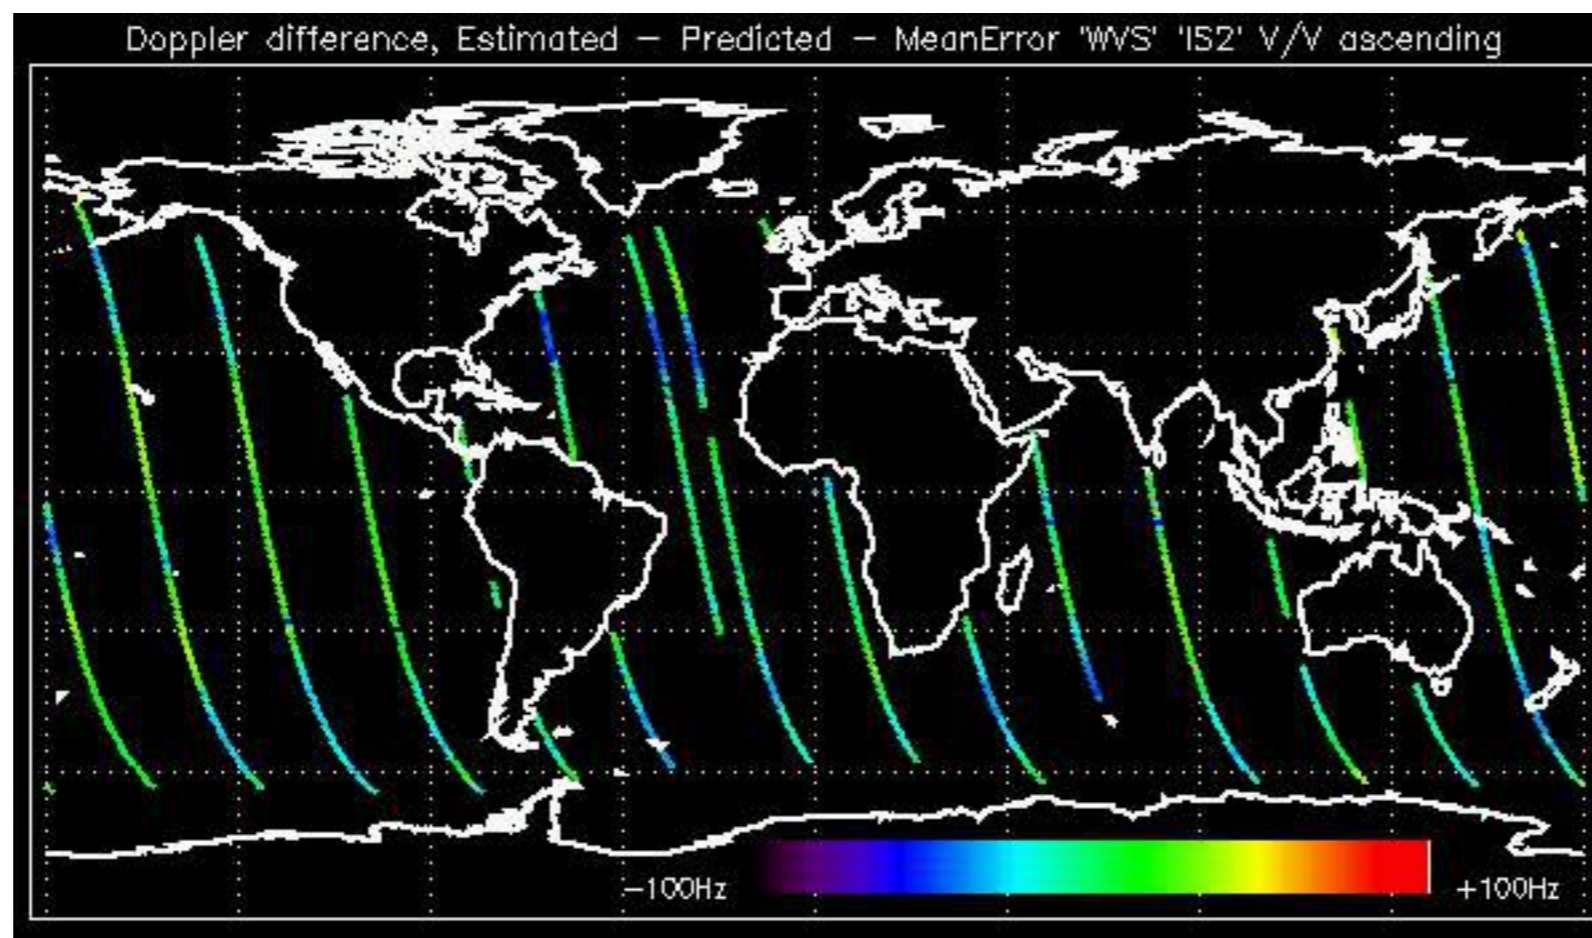 Doppler difference, Estimated – Predicted – MeanError 'WVS' 'IS2' V/V ascending
–100Hz
+100Hz